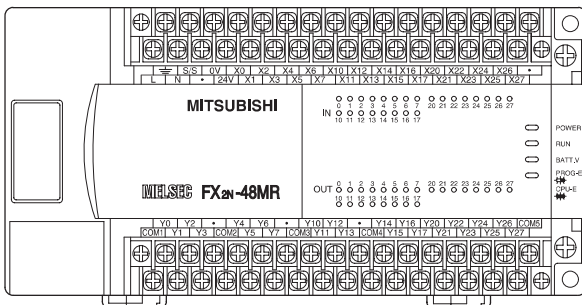 S/S 0V X0 X2 X4 X6 X10 X12 X14 X16 X20 X22 X24 X26 •
L N • 24V X1 X3 X5 X7 X11 X13 X15 X17 X21 X23 X25 X27
MITSUBISHI
0 1 2 3 4 5 6 7 20 21 22 23 24 25 26 27
IN
10 11 12 13 14 15 16 17
POWER
RUN
BATT.V
PROG-E
CPU-E
MELSEC FX2N-48MR
OUT 0 1 2 3 4 5 6 7 20 21 22 23 24 25 26 27
10 11 12 13 14 15 16 17
Y0 Y2 • Y4 Y6 • Y10 Y12 • Y14 Y16 Y20 Y22 Y24 Y26 COM5
COM1 Y1 Y3 COM2 Y5 Y7 COM3 Y11 Y13 COM4 Y15 Y17 Y21 Y23 Y25 Y27